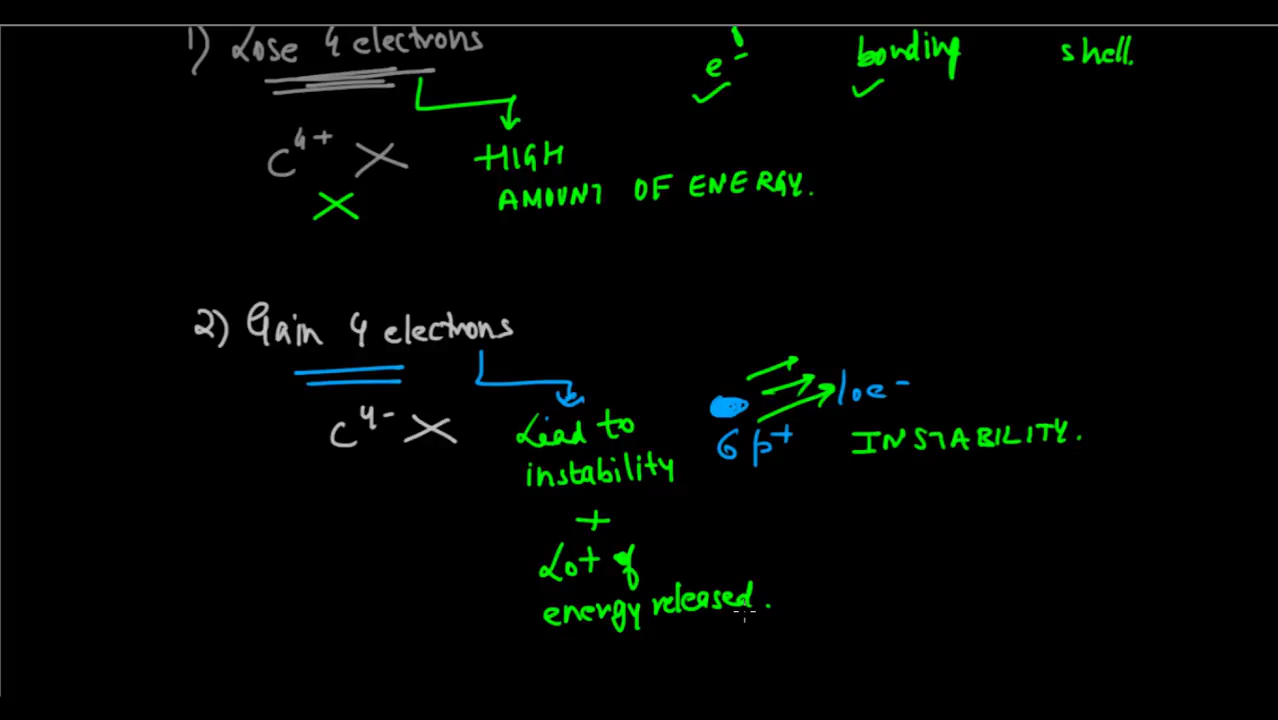 1) Lose 4 electrons
e⁻ bonding shell.
C⁴⁺ X HIGH
AMOUNT OF ENERGY.
X
2) Gain 4 electrons
C⁴⁻ X
Lead to
instability
+
Lot of
energy released.
10e⁻
6 p⁺
INSTABILITY.